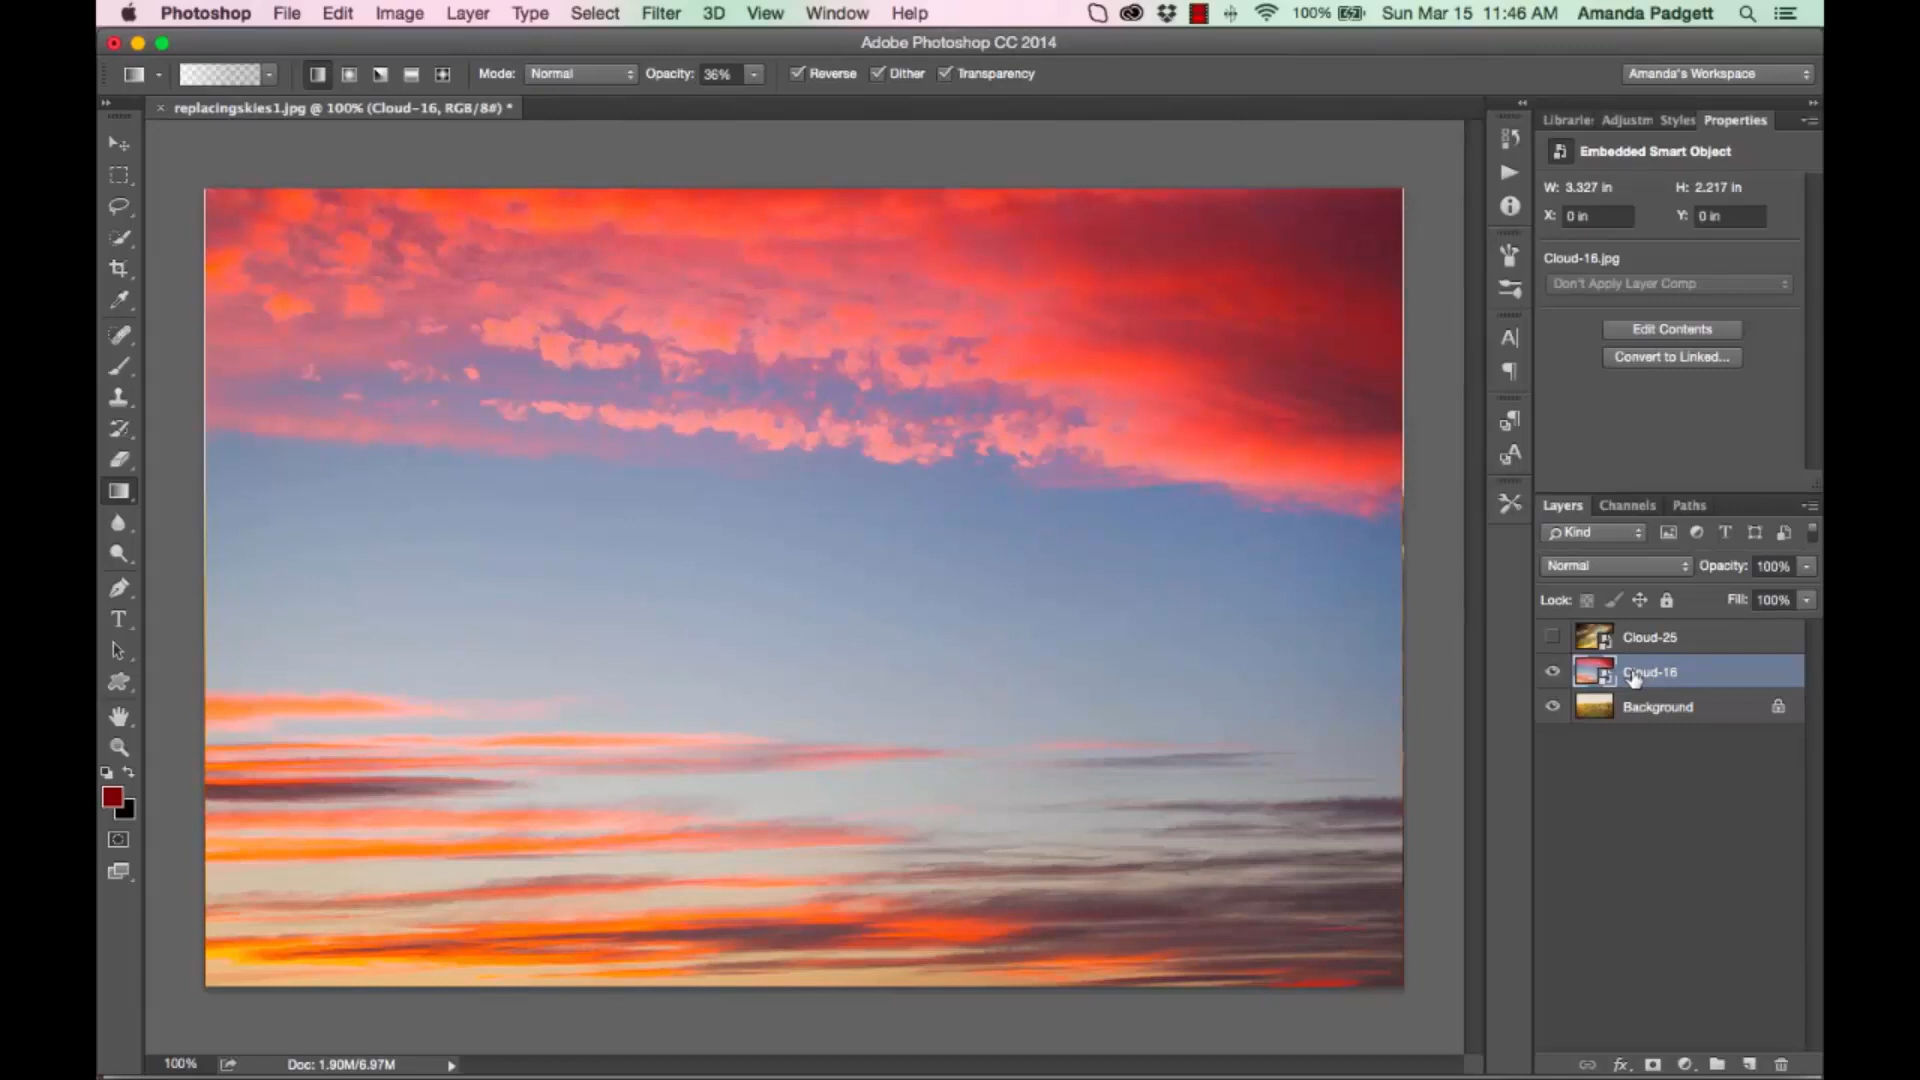 Photoshop File Edit Image Layer Type Select Filter 3D View Window Help 100% Sun Mar 15 11:46 AM Amanda Padgett
Adobe Photoshop CC 2014
Mode: Normal Opacity: 36% Reverse Dither Transparency Amanda's Workspace
replacingskies1.jpg @ 100% (Cloud-16, RGB/8#) *
Librarie: Adjustm Styles Properties
Embedded Smart Object
W: 3.327 in H: 2.217 in
X: 0 in Y: 0 in
Cloud-16.jpg
Don't Apply Layer Comp
Edit Contents
Convert to Linked...
Layers Channels Paths
Kind
Normal Opacity: 100%
Lock: Fill: 100%
Cloud-25
Cloud-16
Background
100% Doc: 1.90M/6.97M